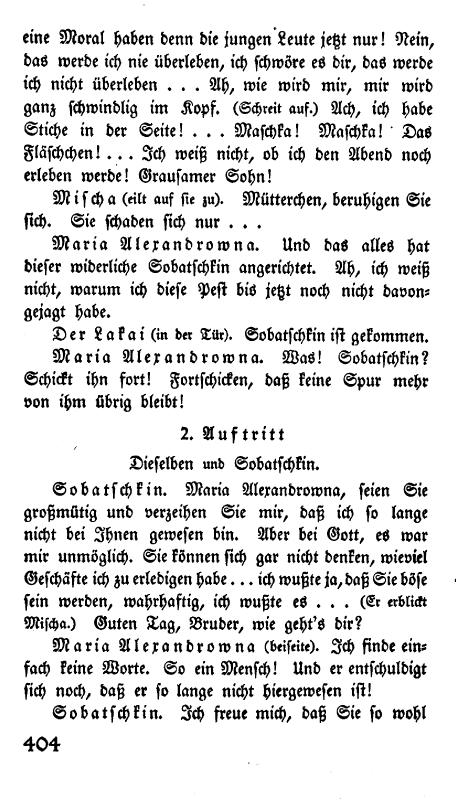 eine Moral haben denn die jungen Leute jetzt nur! Nein,
das werde ich nie überleben, ich schwöre es dir, das werde
ich nicht überleben . . . Ah, wie wird mir, mir wird
ganz schwindlig im Kopf. (Schreit auf.) Ach, ich habe
Stiche in der Seite! . . . Maschka! Maschka! Das
Fläschchen! . . . Ich weiß nicht, ob ich den Abend noch
erleben werde! Grausamer Sohn!
Mischa (eilt auf sie zu). Mütterchen, beruhigen Sie
sich. Sie schaden sich nur . . .
Maria Alexandrowna. Und das alles hat
dieser widerliche Sobatschkin angerichtet. Ah, ich weiß
nicht, warum ich diese Pest bis jetzt noch nicht davon-
gejagt habe.
Der Lakai (in der Tür). Sobatschkin ist gekommen.
Maria Alexandrowna. Was! Sobatschkin?
Schickt ihn fort! Fortschicken, daß keine Spur mehr
von ihm übrig bleibt!
2. Auftritt
Dieselben und Sobatschkin.
Sobatschkin. Maria Alexandrowna, seien Sie
großmütig und verzeihen Sie mir, daß ich so lange
nicht bei Ihnen gewesen bin. Aber bei Gott, es war
mir unmöglich. Sie können sich gar nicht denken, wieviel
Geschäfte ich zu erledigen habe . . . ich wußte ja, daß Sie böse
sein werden, wahrhaftig, ich wußte es . . . (Er erblickt
Mischa.) Guten Tag, Bruder, wie geht's dir?
Maria Alexandrowna (beiseite). Ich finde ein-
fach keine Worte. So ein Mensch! Und er entschuldigt
sich noch, daß er so lange nicht hiergewesen ist!
Sobatschkin. Ich freue mich, daß Sie so wohl
404